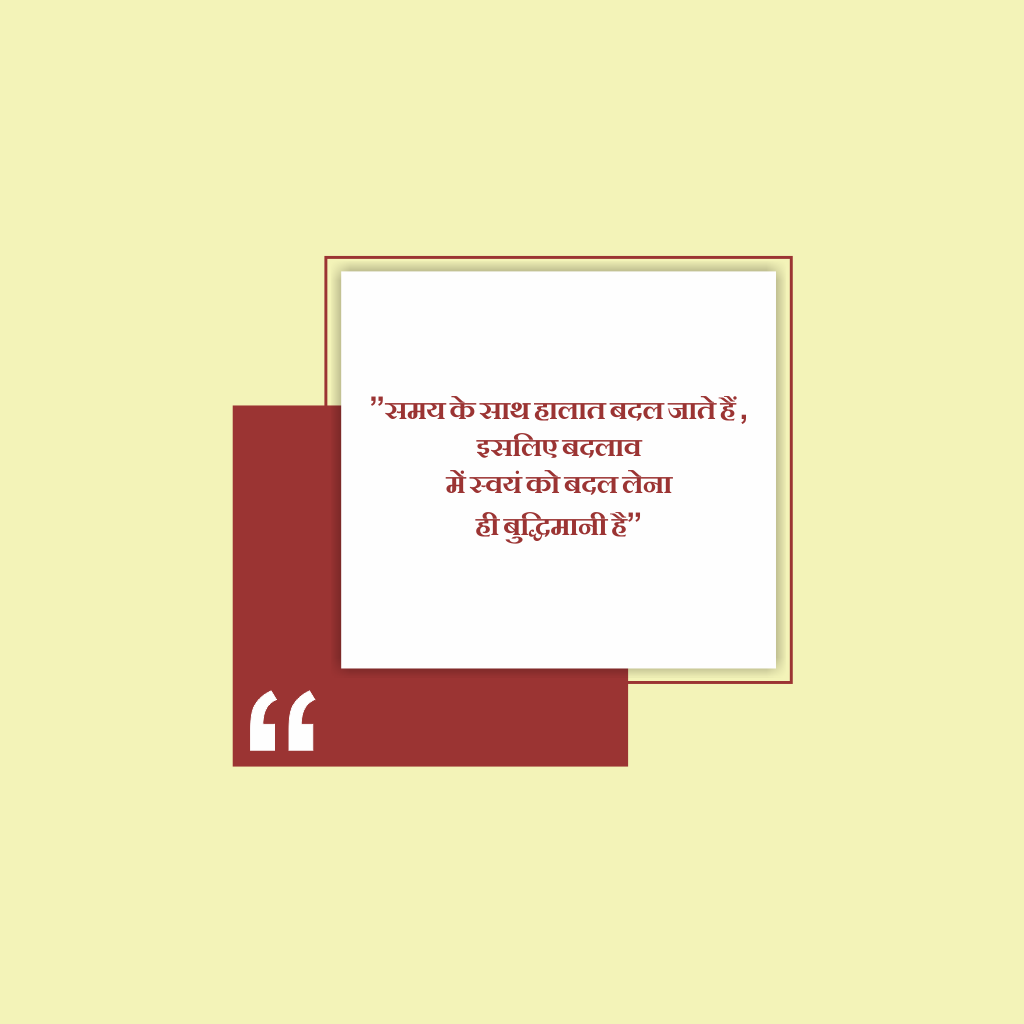 ”समय के साथ हालात बदल जाते हैं ,
इसलिए बदलाव
में स्वयं को बदल लेना
ही बुद्धिमानी है”
“